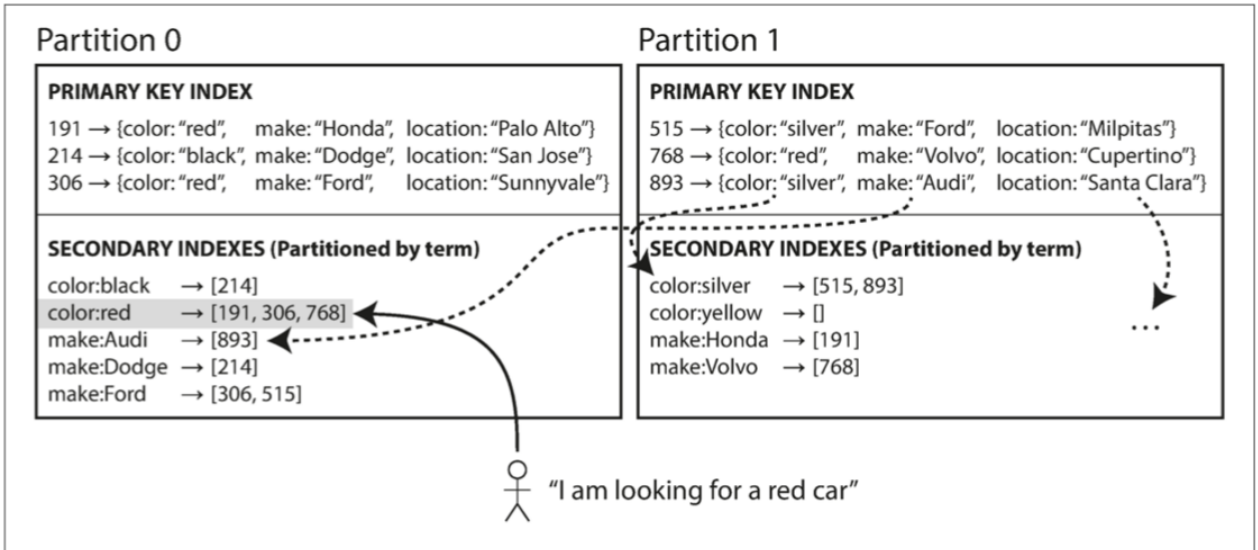 Partition 0
PRIMARY KEY INDEX
191 → {color: “red”, make: “Honda”, location: “Palo Alto”}
214 → {color: “black”, make: “Dodge”, location: “San Jose”}
306 → {color: “red”, make: “Ford”, location: “Sunnyvale”}
SECONDARY INDEXES (Partitioned by term)
color:black → [214]
color:red → [191, 306, 768]
make:Audi → [893]
make:Dodge → [214]
make:Ford → [306, 515]
Partition 1
PRIMARY KEY INDEX
515 → {color: “silver”, make: “Ford”, location: “Milpitas”}
768 → {color: “red”, make: “Volvo”, location: “Cupertino”}
893 → {color: “silver”, make: “Audi”, location: “Santa Clara”}
SECONDARY INDEXES (Partitioned by term)
color:silver → [515, 893]
color:yellow → []
make:Honda → [191]
make:Volvo → [768]
...
“I am looking for a red car”